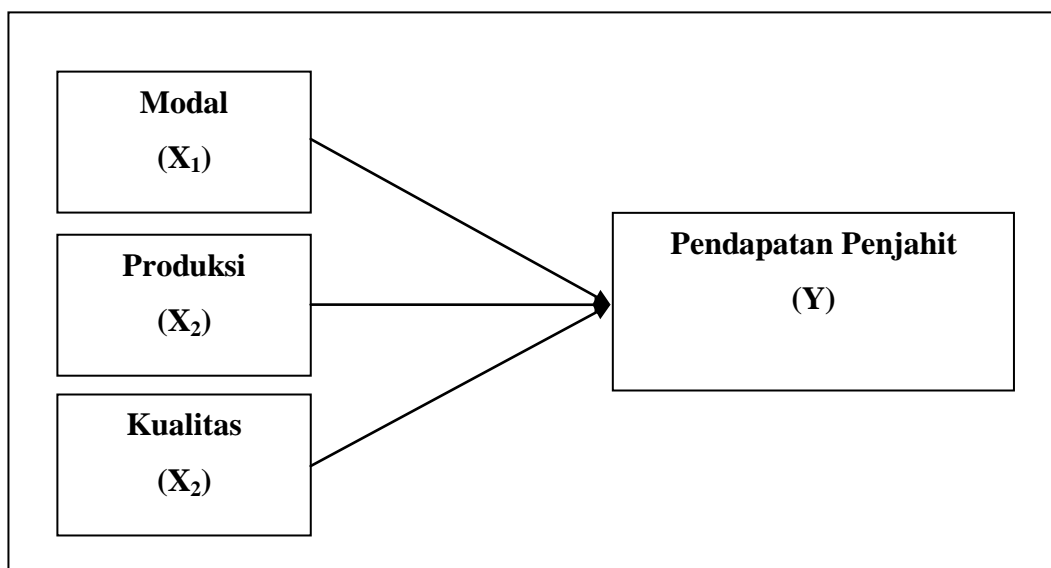 Modal
(X₁)
Produksi
(X₂)
Kualitas
(X₂)
Pendapatan Penjahit
(Y)